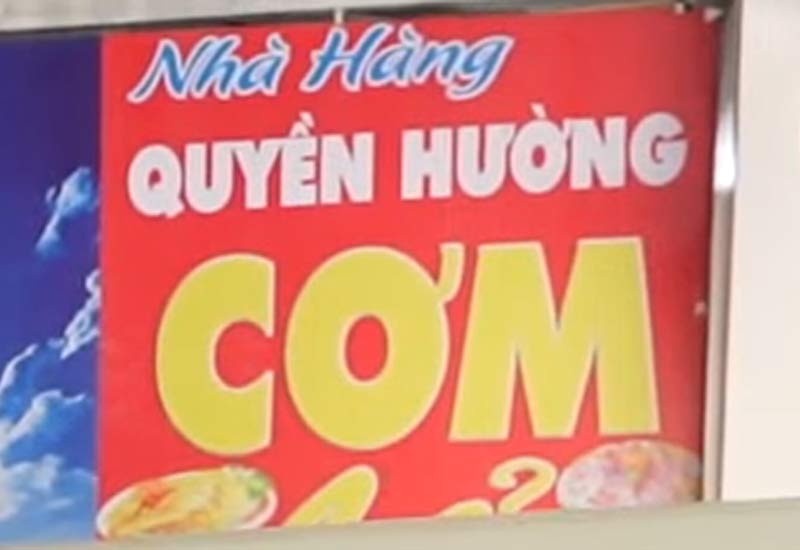 Nhà Hàng
QUYỀN HƯỜNG
CƠM